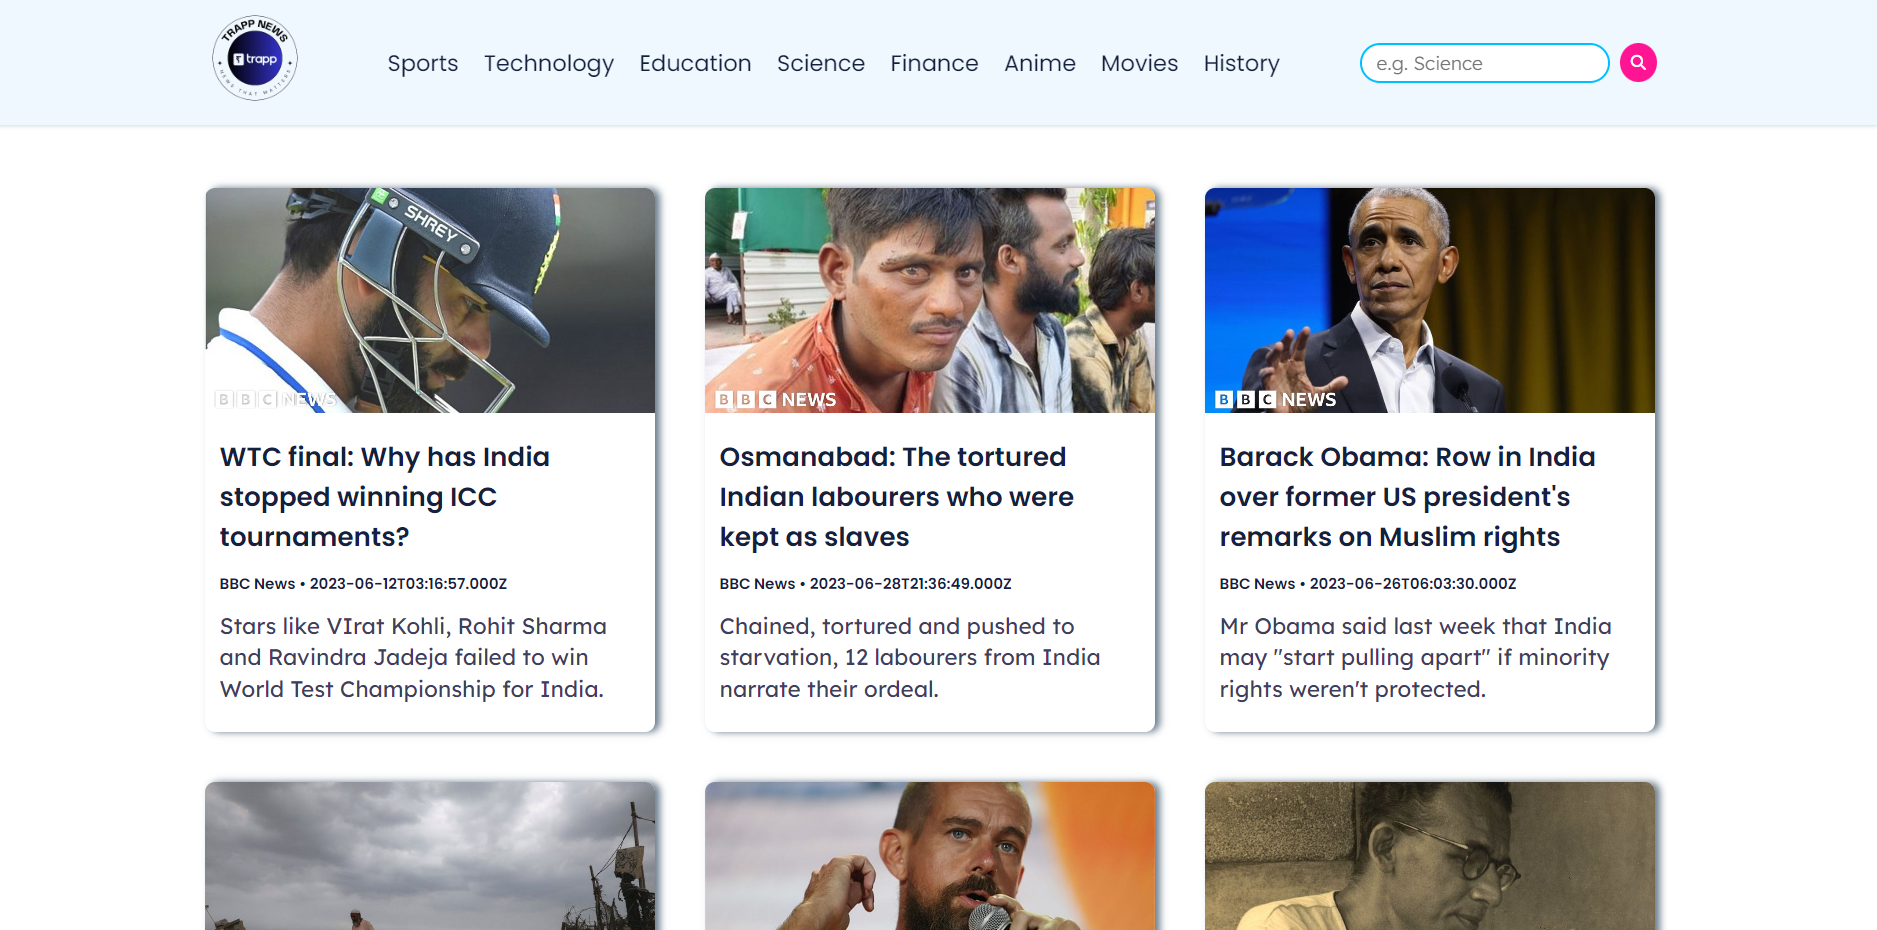 TRAPP NEWS
trapp
NEWS THAT MATTERS
Sports Technology Education Science Finance Anime Movies History
e.g. Science
SHREY
BBC NEWS
BBC NEWS
BBC NEWS
WTC final: Why has India
stopped winning ICC
tournaments?
BBC News • 2023-06-12T03:16:57.000Z
Stars like VIrat Kohli, Rohit Sharma
and Ravindra Jadeja failed to win
World Test Championship for India.
Osmanabad: The tortured
Indian labourers who were
kept as slaves
BBC News • 2023-06-28T21:36:49.000Z
Chained, tortured and pushed to
starvation, 12 labourers from India
narrate their ordeal.
Barack Obama: Row in India
over former US president's
remarks on Muslim rights
BBC News • 2023-06-26T06:03:30.000Z
Mr Obama said last week that India
may "start pulling apart" if minority
rights weren't protected.